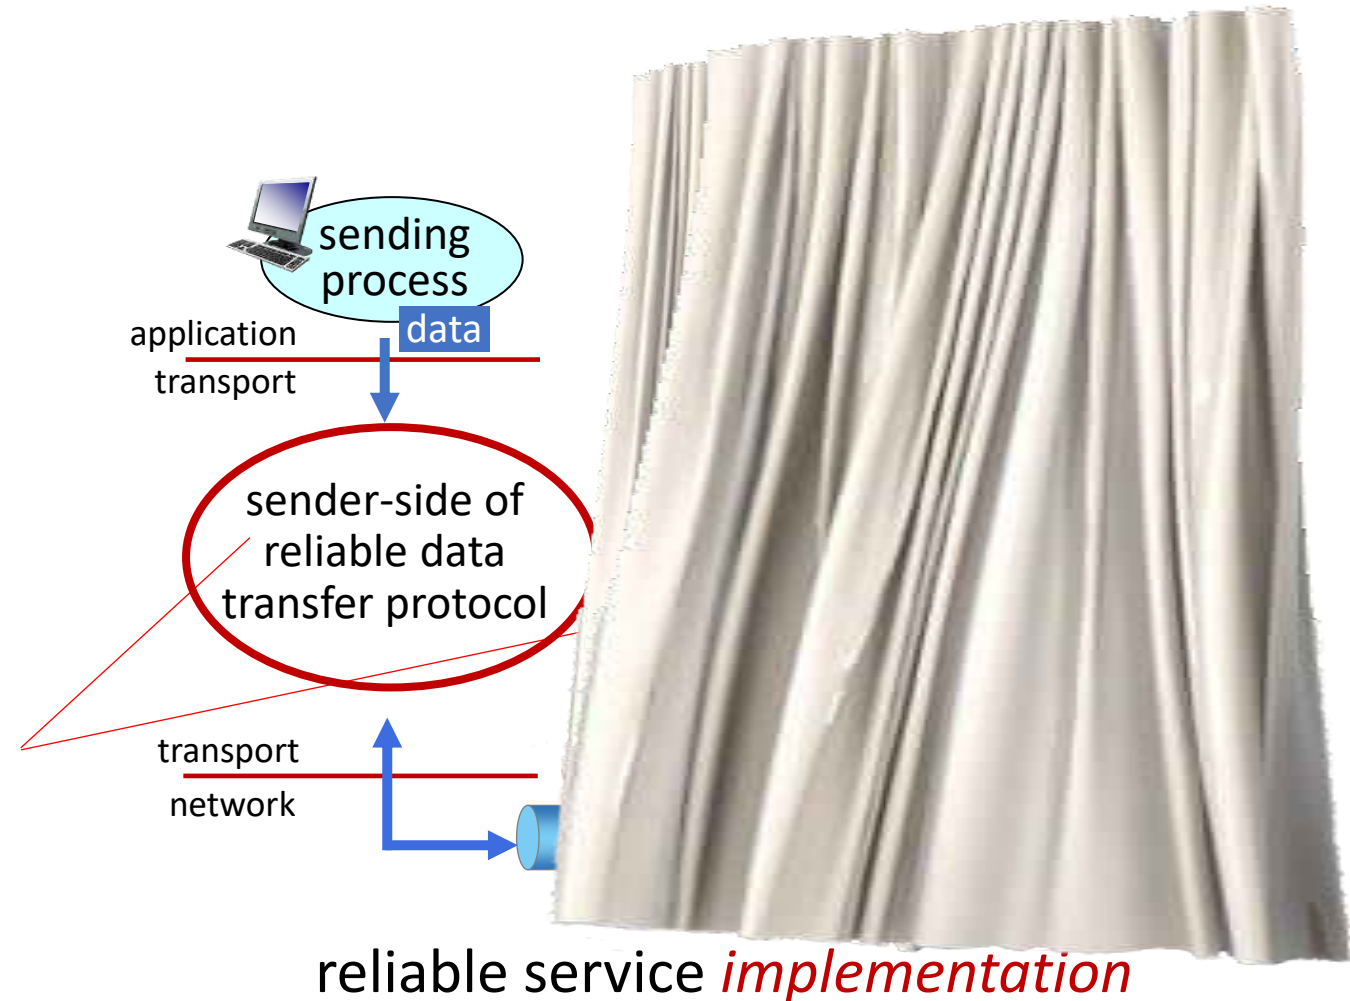 sending
process
data
application
transport
sender-side of
reliable data
transfer protocol
transport
network
reliable service implementation